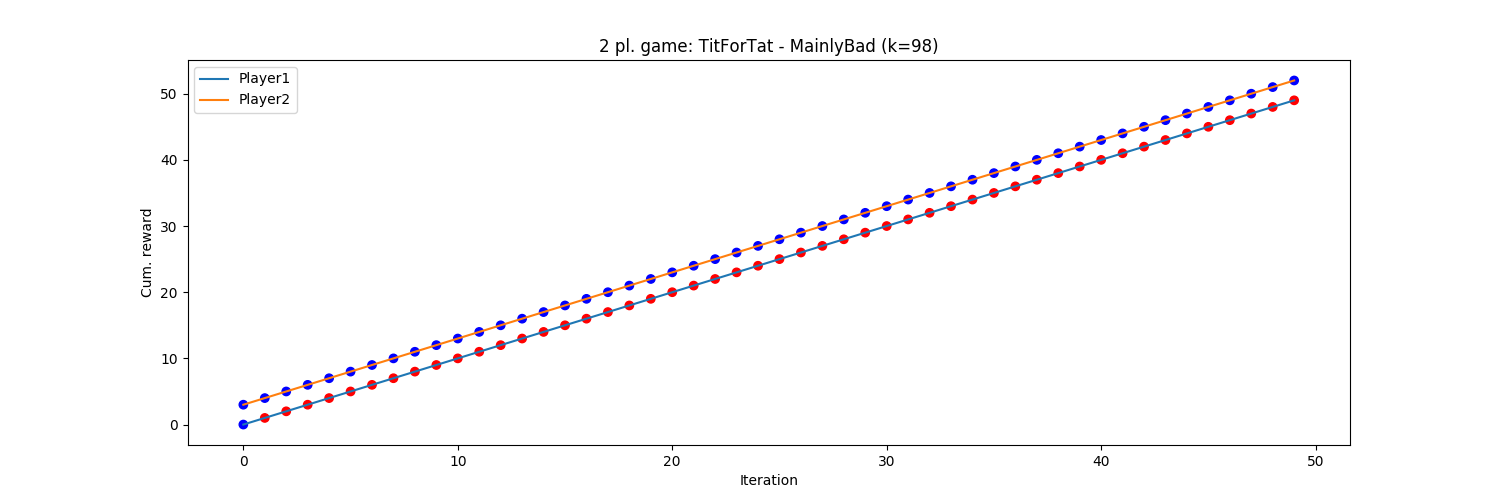 2 pl. game: TitForTat - MainlyBad (k=98)
Player1
Player2
Cum. reward
50
40
30
20
10
0
0 10 20 30 40 50
Iteration